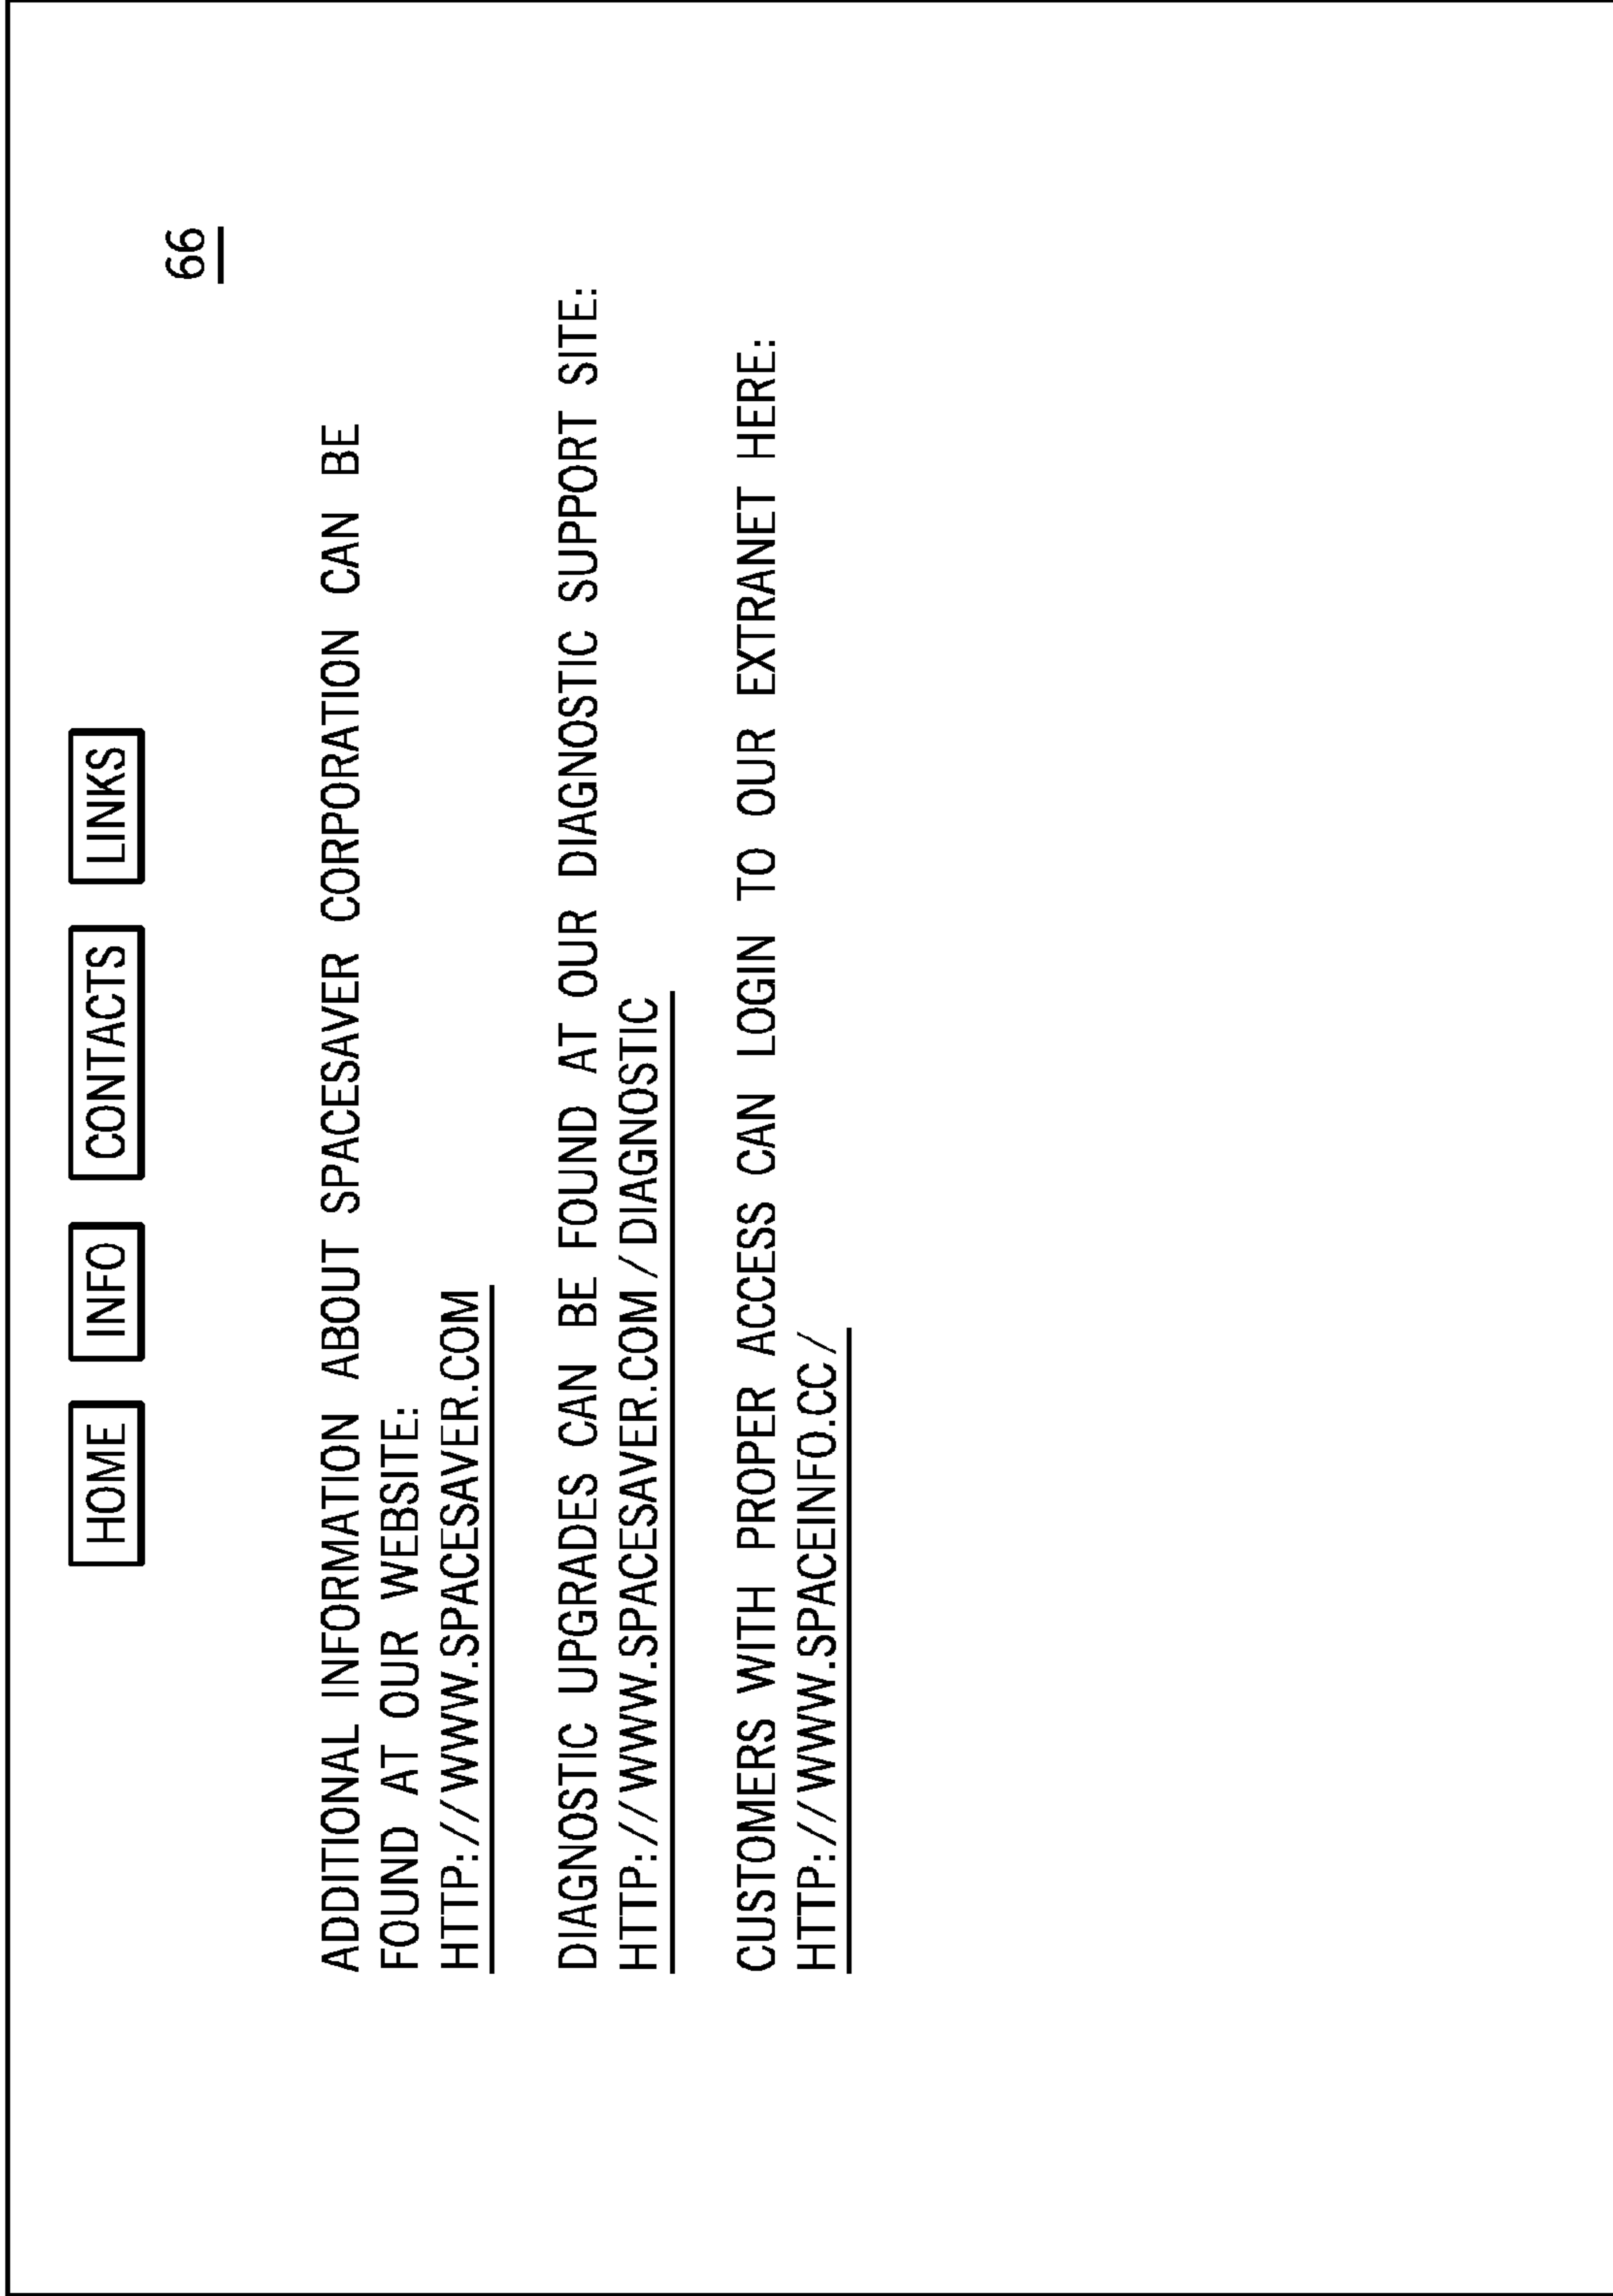 HOME INFO CONTACTS LINKS
66
ADDITIONAL INFORMATION ABOUT SPACESAVER CORPORATION CAN BE
FOUND AT OUR WEBSITE:
HTTP://WWW.SPACESAVER.COM
DIAGNOSTIC UPGRADES CAN BE FOUND AT OUR DIAGNOSTIC SUPPORT SITE:
HTTP://WWW.SPACESAVER.COM/DIAGNOSTIC
CUSTOMERS WITH PROPER ACCESS CAN LOGIN TO OUR EXTRANET HERE:
HTTP://WWW.SPACEINFO.CC/